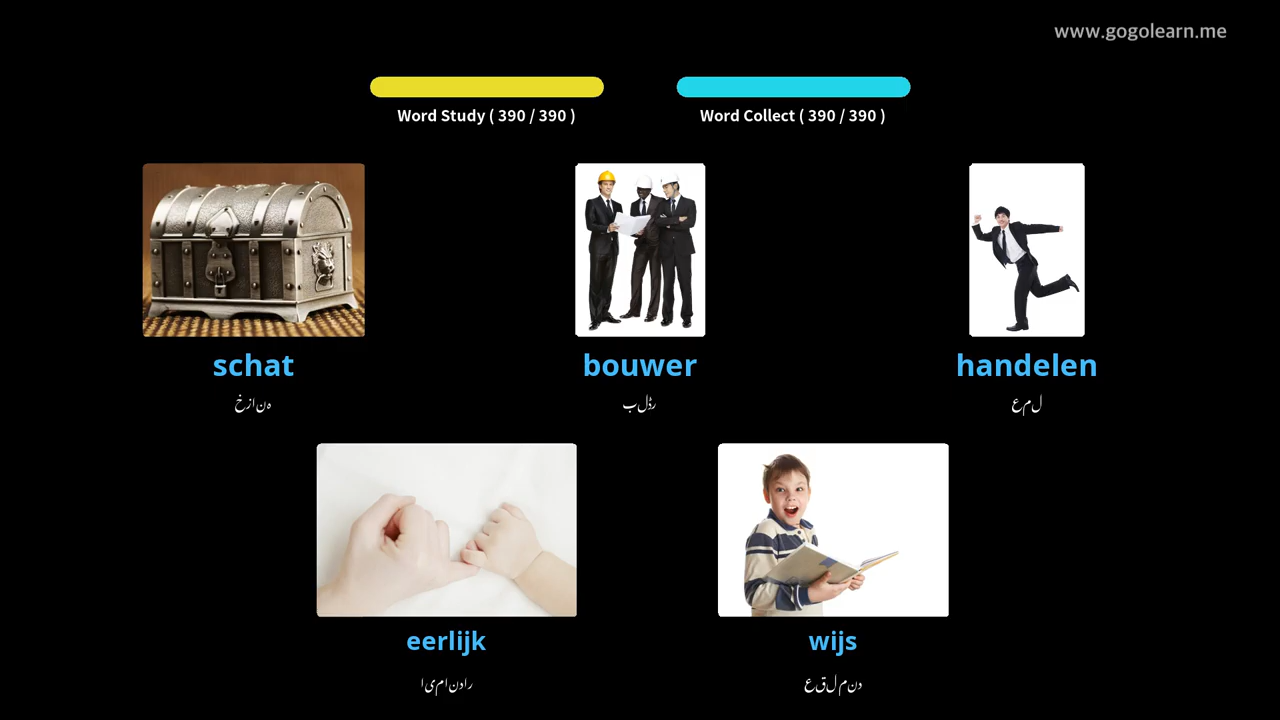 www.gogolearn.me
Word Study ( 390 / 390 )
Word Collect ( 390 / 390 )
schat
bouwer
handelen
خزانہ
بلڈر
عمل
eerlijk
wijs
ایماندار
عقلمند